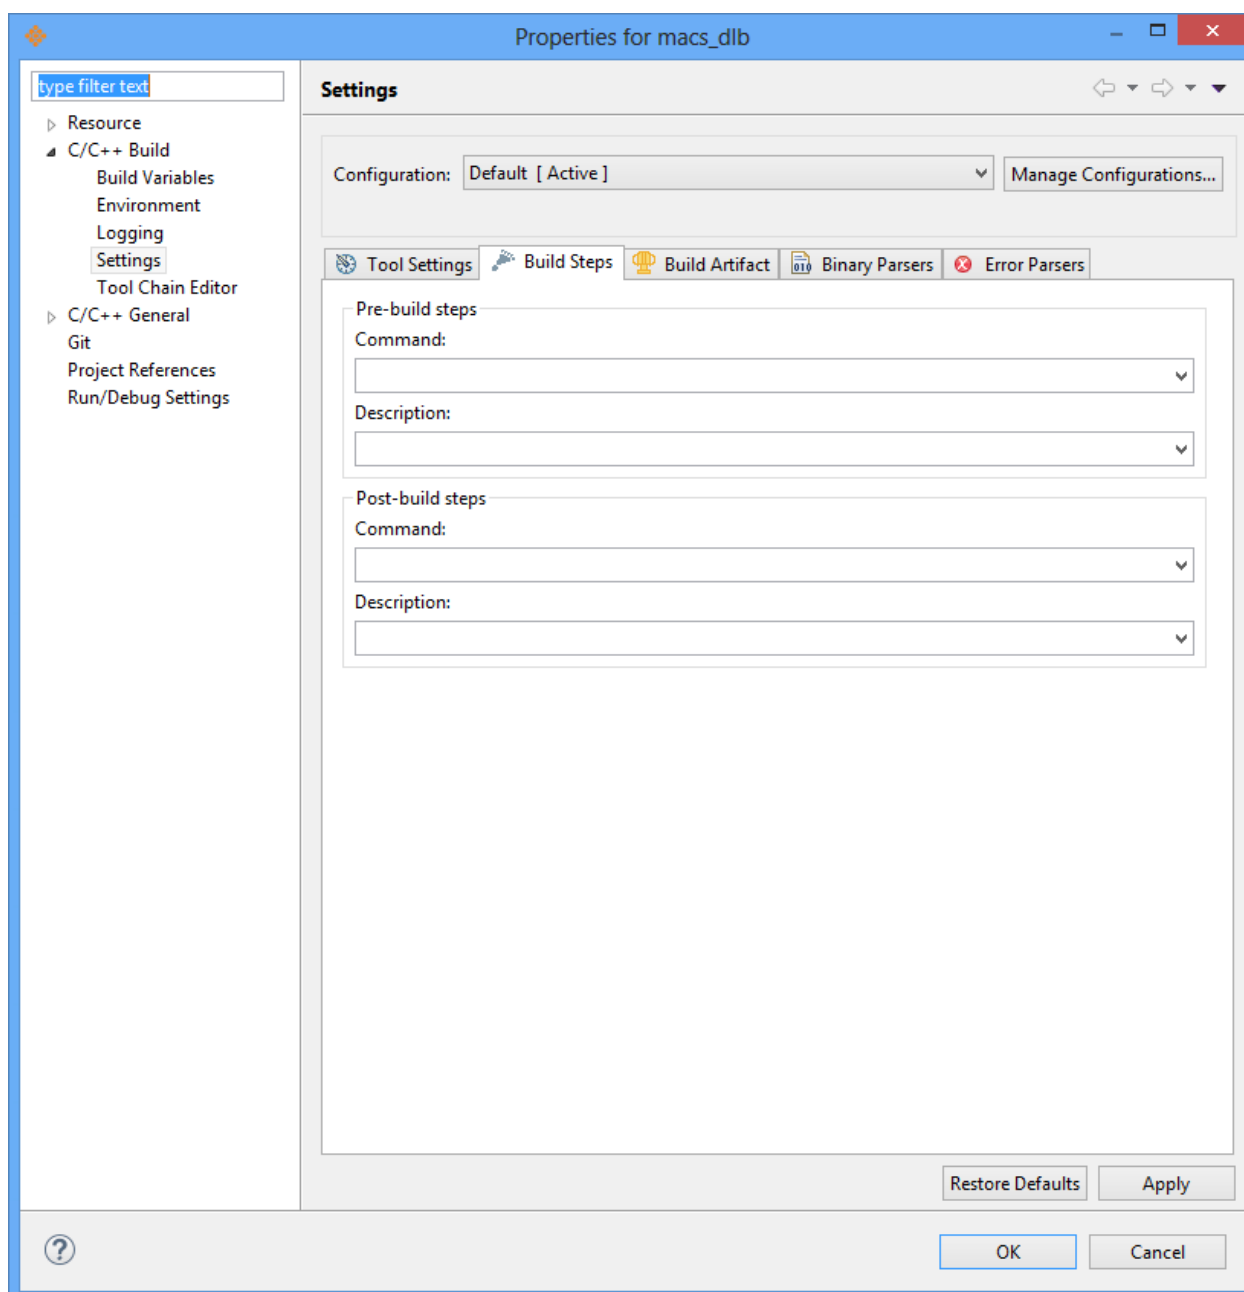 Properties for macs_dlb
type filter text
Resource
C/C++ Build
Build Variables
Environment
Logging
Settings
Tool Chain Editor
C/C++ General
Git
Project References
Run/Debug Settings
Settings
Configuration: Default [ Active ] Manage Configurations...
Tool Settings Build Steps Build Artifact Binary Parsers Error Parsers
Pre-build steps
Command:
Description:
Post-build steps
Command:
Description:
Restore Defaults Apply
OK Cancel